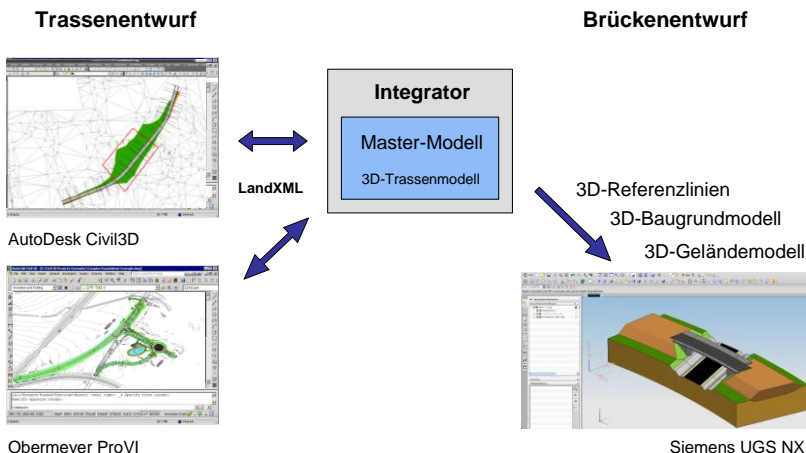 Trassenentwurf
Brückenentwurf
Integrator
Master-Modell
3D-Trassenmodell
LandXML
3D-Referenzlinien
3D-Baugrundmodell
3D-Geländemodell
AutoDesk Civil3D
Obermeyer ProVI
Siemens UGS NX